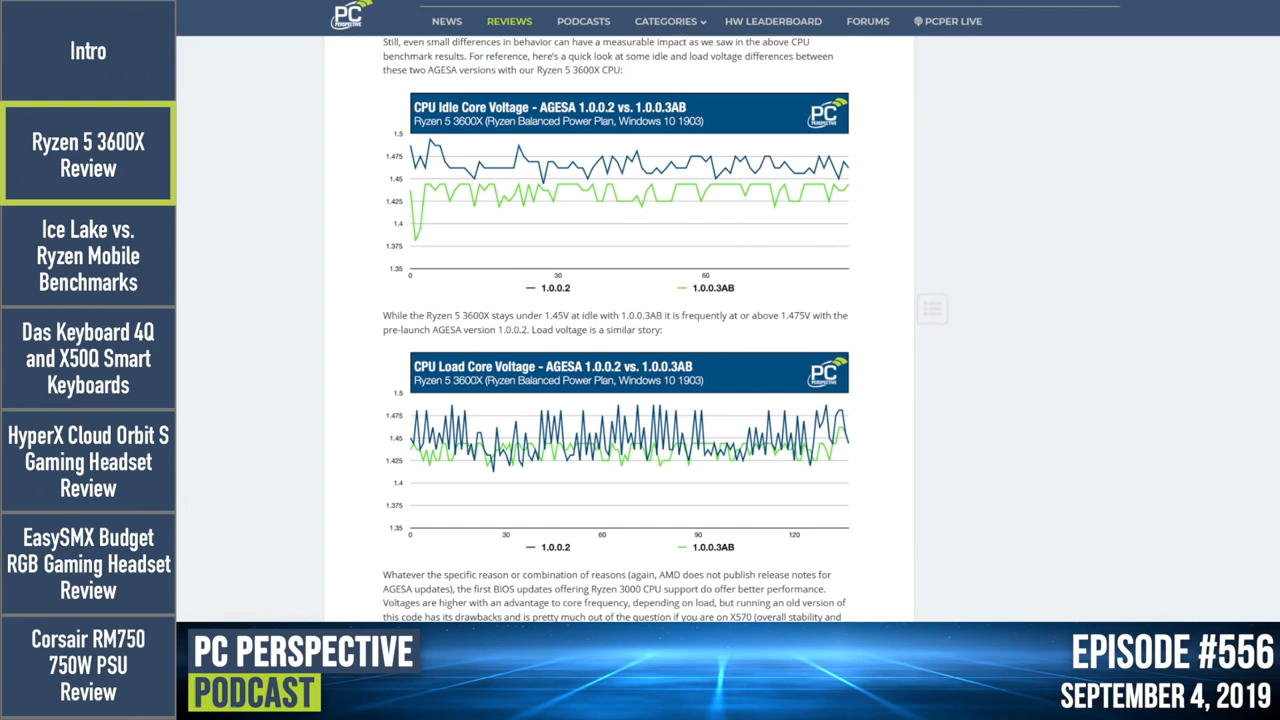 Intro
Ryzen 5 3600X
Review
Ice Lake vs.
Ryzen Mobile
Benchmarks
Das Keyboard 4Q
and X50Q Smart
Keyboards
HyperX Cloud Orbit S
Gaming Headset
Review
EasySMX Budget
RGB Gaming Headset
Review
Corsair RM750
750W PSU
Review
PC
PERSPECTIVE
NEWS REVIEWS PODCASTS CATEGORIES HW LEADERBOARD FORUMS PCPER LIVE
Still, even small differences in behavior can have a measurable impact as we saw in the above CPU
benchmark results. For reference, here's a quick look at some idle and load voltage differences between
these two AGESA versions with our Ryzen 5 3600X CPU:
CPU Idle Core Voltage - AGESA 1.0.0.2 vs. 1.0.0.3AB
Ryzen 5 3600X (Ryzen Balanced Power Plan, Windows 10 1903)
PC
PERSPECTIVE
1.5
1.475
1.45
1.425
1.4
1.375
1.35
0 30 60
1.0.0.2 1.0.0.3AB
While the Ryzen 5 3600X stays under 1.45V at idle with 1.0.0.3AB it is frequently at or above 1.475V with the
pre-launch AGESA version 1.0.0.2. Load voltage is a similar story:
CPU Load Core Voltage - AGESA 1.0.0.2 vs. 1.0.0.3AB
Ryzen 5 3600X (Ryzen Balanced Power Plan, Windows 10 1903)
PC
PERSPECTIVE
1.5
1.475
1.45
1.425
1.4
1.375
1.35
0 30 60 90 120
1.0.0.2 1.0.0.3AB
Whatever the specific reason or combination of reasons (again, AMD does not publish release notes for
AGESA updates), the first BIOS updates offering Ryzen 3000 CPU support do offer better performance.
Voltages are higher with an advantage to core frequency, depending on load, but running an old version of
this code has its drawbacks and is pretty much out of the question if you are on X570 (overall stability and
PC PERSPECTIVE
PODCAST
EPISODE #556
SEPTEMBER 4, 2019